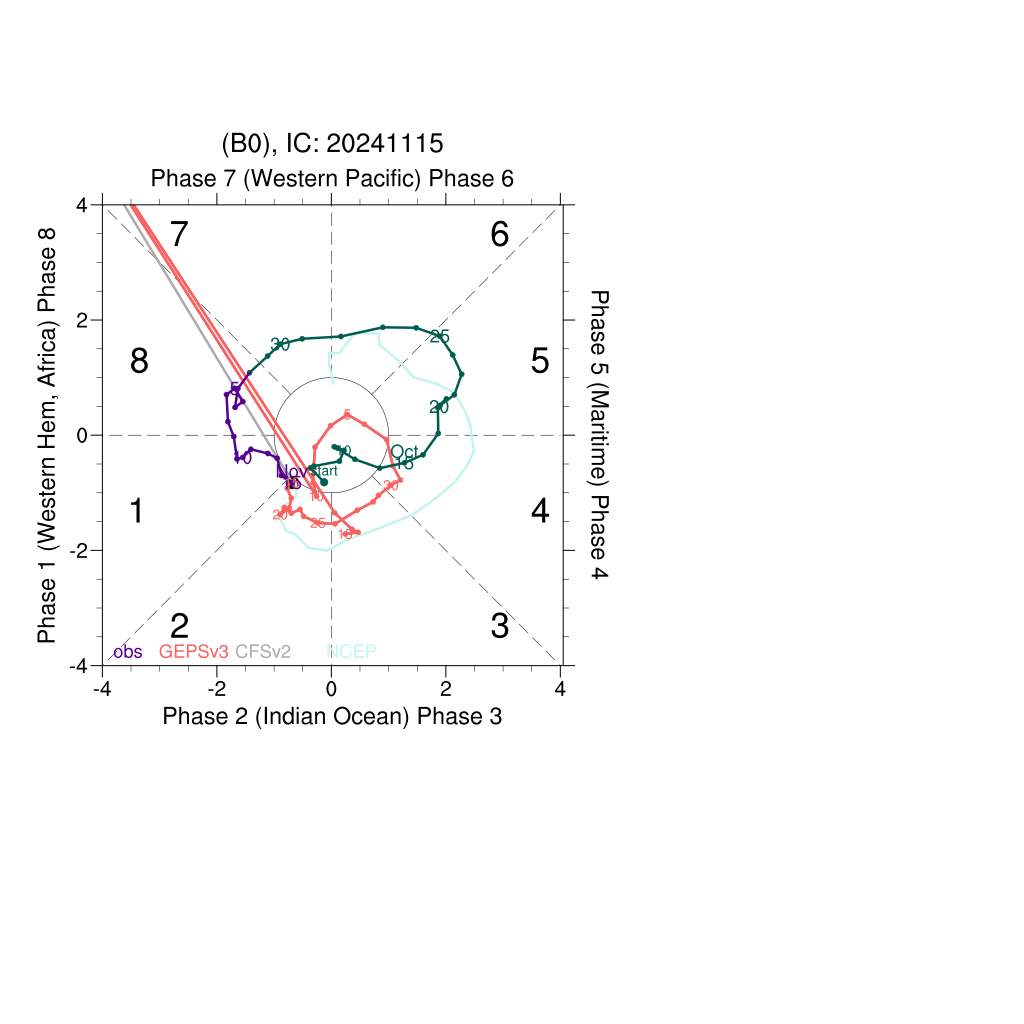 (B0), IC: 20241115
Phase 7 (Western Pacific) Phase 6
4
7
6
Phase 1 (Western Hem, Africa) Phase 8
Phase 5 (Maritime) Phase 4
30
25
2
8
5
5
5
20
0
10
Oct
15
Nov
start
10
15
30
10
20
25
15
1
4
-2
2
3
obs GEPSv3 CFSv2 NCEP
-4
-4 -2 0 2 4
Phase 2 (Indian Ocean) Phase 3